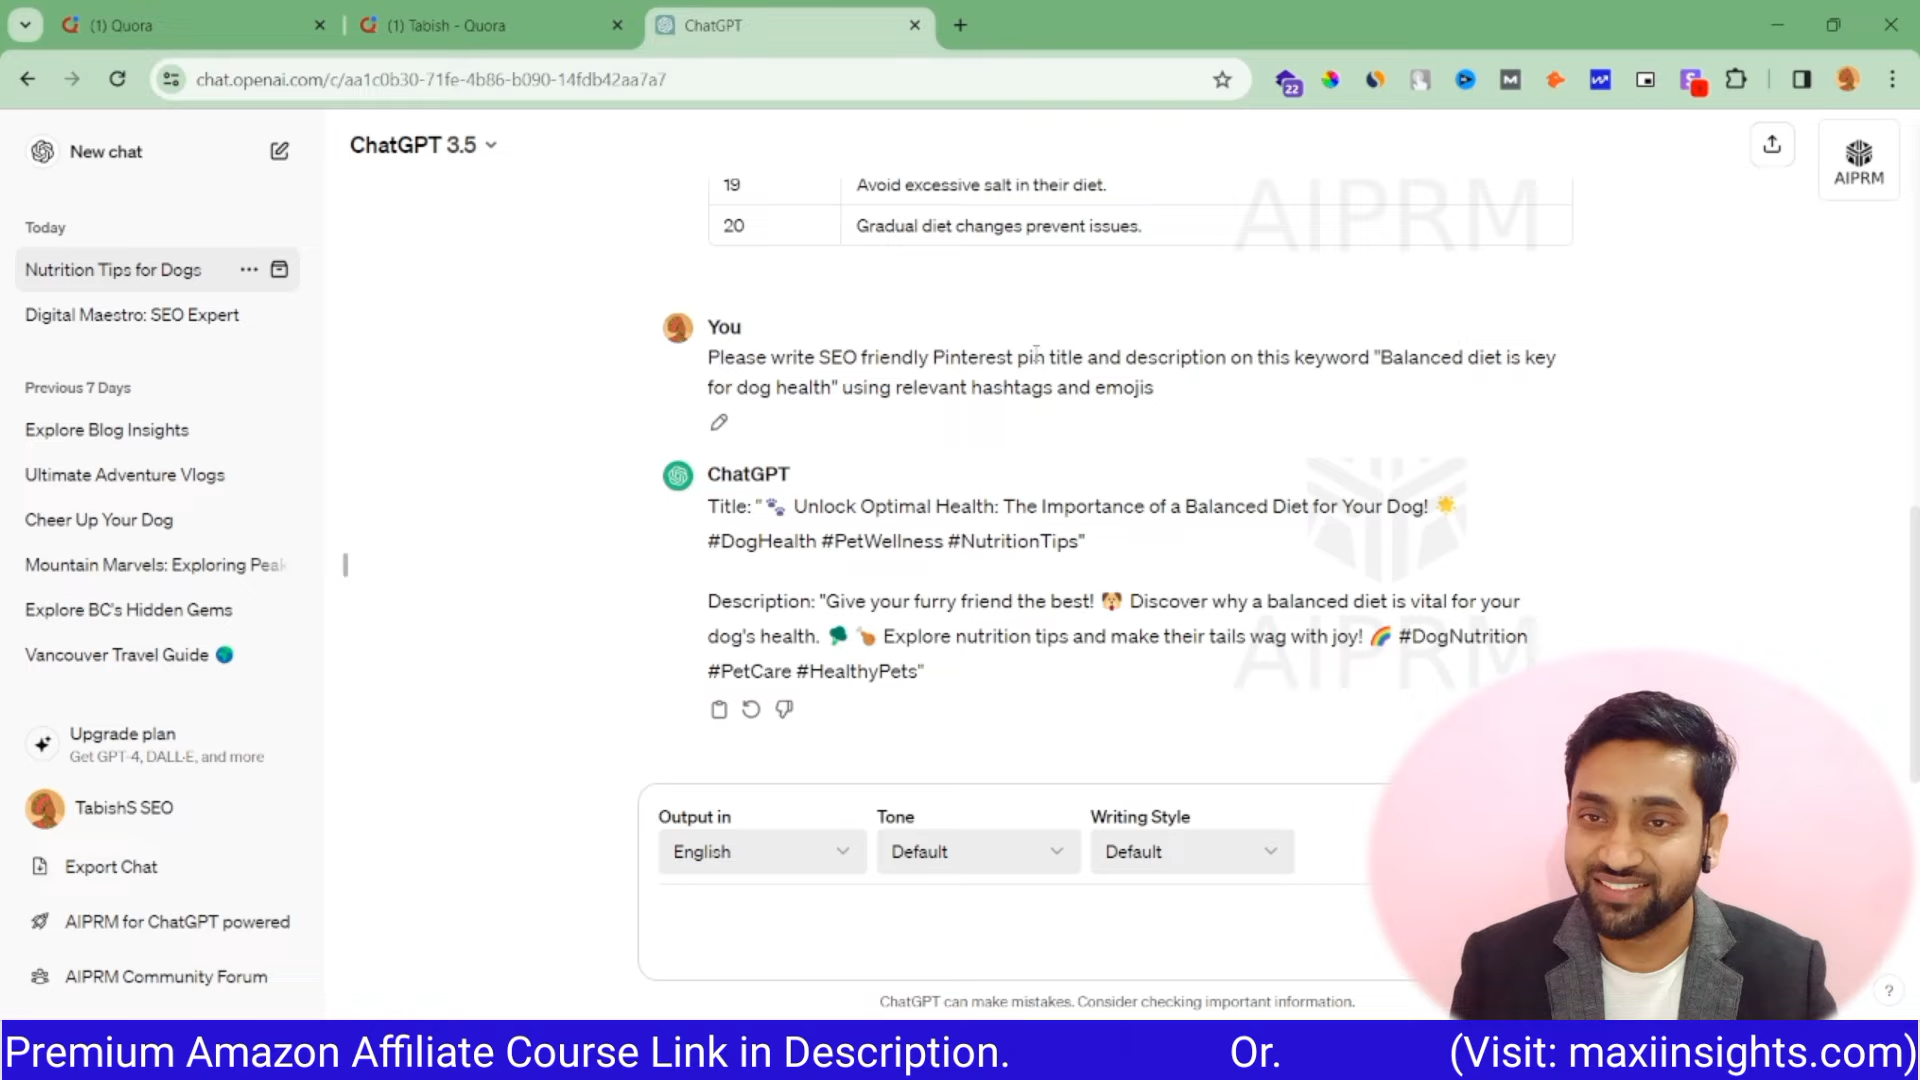 (1) Quora
(1) Tabish - Quora
ChatGPT
chat.openai.com/c/aa1c0b30-71fe-4b86-b090-14fdb42aa7a7
22
New chat
Today
Nutrition Tips for Dogs
Digital Maestro: SEO Expert
Previous 7 Days
Explore Blog Insights
Ultimate Adventure Vlogs
Cheer Up Your Dog
Mountain Marvels: Exploring Peak
Explore BC's Hidden Gems
Vancouver Travel Guide 🌏
Upgrade plan
Get GPT-4, DALL·E, and more
TabishS SEO
Export Chat
AIPRM for ChatGPT powered
AIPRM Community Forum
ChatGPT 3.5
AIPRM
19 Avoid excessive salt in their diet.
20 Gradual diet changes prevent issues.
AIPRM
You
Please write SEO friendly Pinterest pin title and description on this keyword "Balanced diet is key
for dog health" using relevant hashtags and emojis
ChatGPT
Title: "🐾 Unlock Optimal Health: The Importance of a Balanced Diet for Your Dog! 🌟
#DogHealth #PetWellness #NutritionTips"
Description: "Give your furry friend the best! 🐶 Discover why a balanced diet is vital for your
dog's health. 🥦 🍗 Explore nutrition tips and make their tails wag with joy! 🌈 #DogNutrition
#PetCare #HealthyPets"
AIPRM
Output in
English
Tone
Default
Writing Style
Default
ChatGPT can make mistakes. Consider checking important information.
?
Premium Amazon Affiliate Course Link in Description. Or. (Visit: maxiinsights.com)